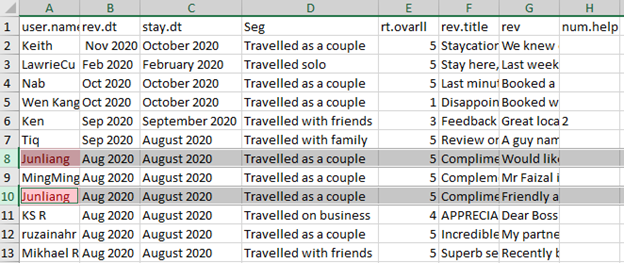 A B C D E F G H
1 user.name rev.dt stay.dt Seg rt.ovarll rev.title rev num.help
2 Keith Nov 2020 October 2020 Travelled as a couple 5 Staycation We knew
3 LawrieCu Feb 2020 February 2020 Travelled solo 5 Stay here, Last week
4 Nab Oct 2020 October 2020 Travelled as a couple 5 Last minut Booked a
5 Wen Kang Oct 2020 October 2020 Travelled as a couple 1 Disappoin Booked w
6 Ken Sep 2020 September 2020 Travelled with friends 3 Feedback Great loca 2
7 Tiq Sep 2020 August 2020 Travelled with family 5 Review or A guy nam
8 Junliang Aug 2020 August 2020 Travelled as a couple 5 Complime Would like
9 MingMing Aug 2020 August 2020 Travelled as a couple 5 Complem Mr Faizal i
10 Junliang Aug 2020 August 2020 Travelled as a couple 5 Complime Friendly a
11 KS R Aug 2020 August 2020 Travelled on business 4 APPRECIA Dear Boss
12 ruzainahr Aug 2020 August 2020 Travelled as a couple 5 Incredible My partne
13 Mikhael R Aug 2020 August 2020 Travelled with friends 5 Superb se Recently b